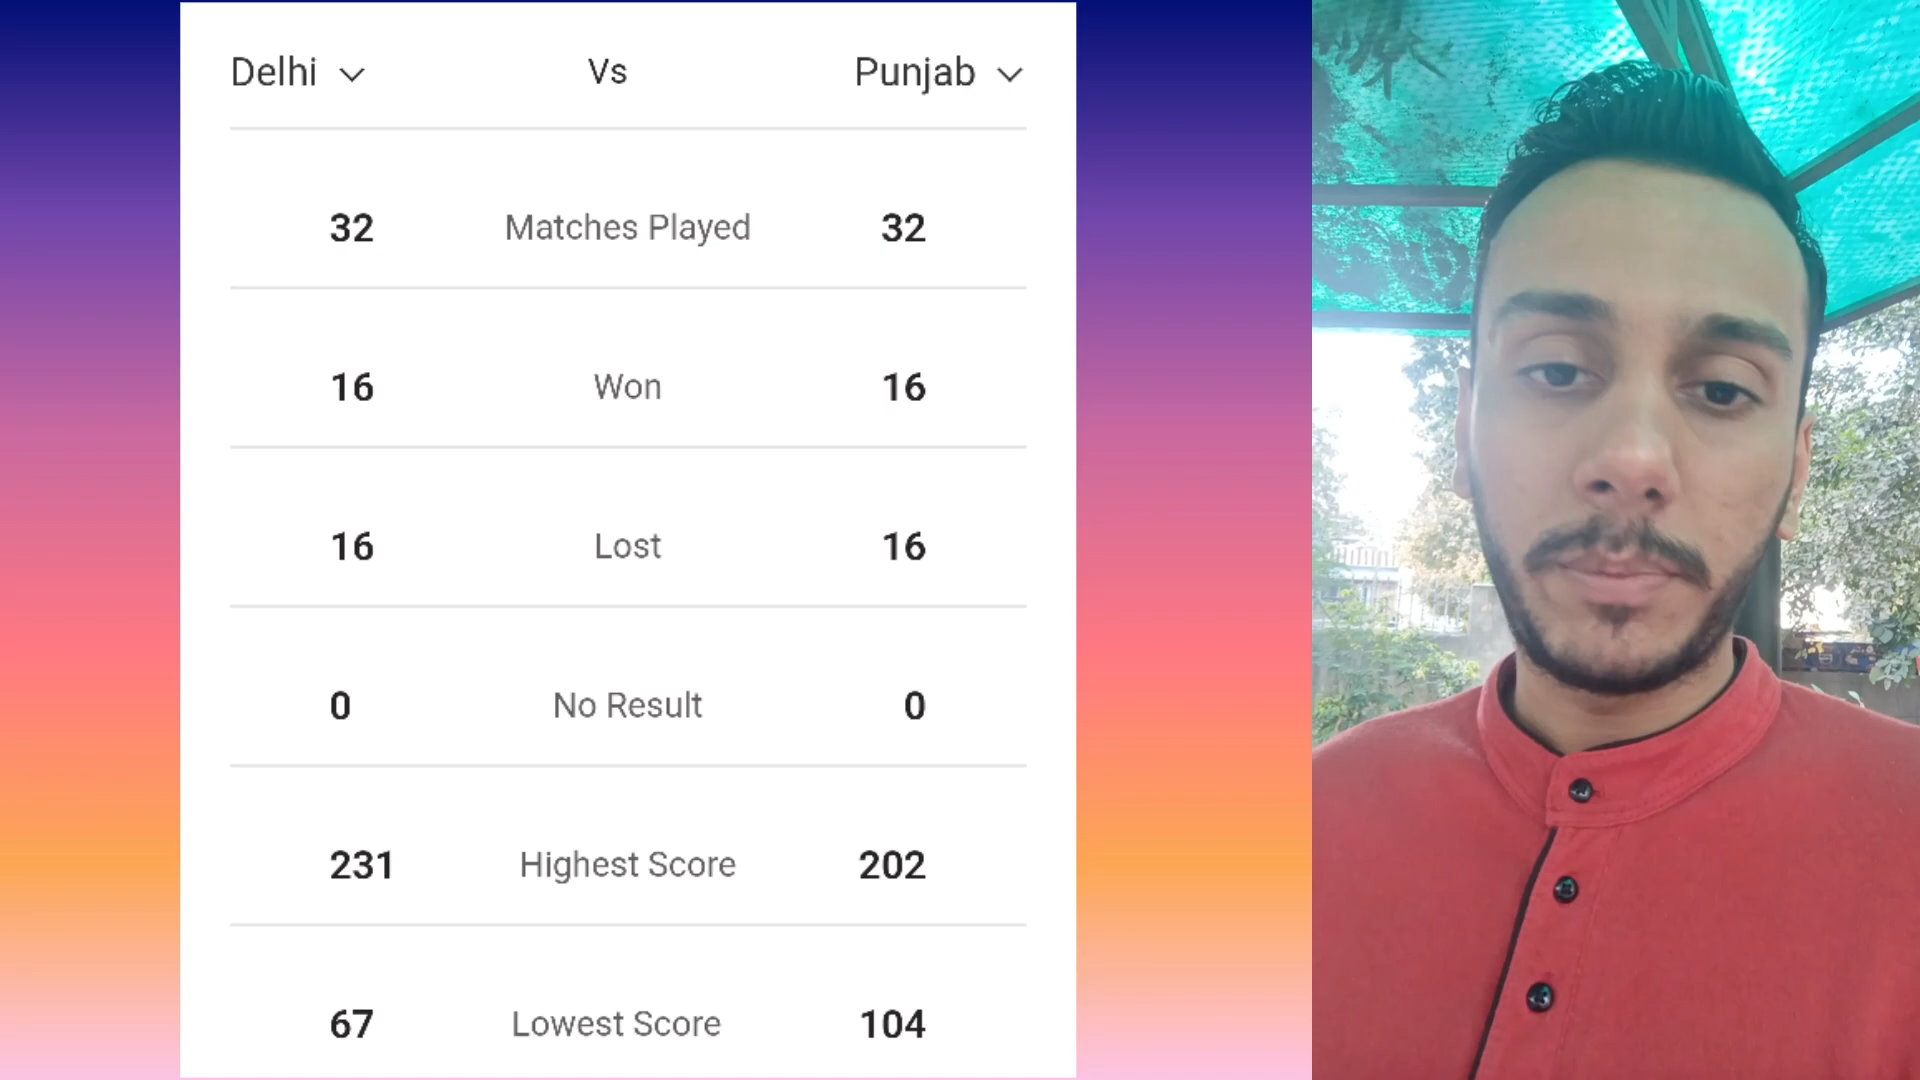 Delhi Vs Punjab
32 Matches Played 32
16 Won 16
16 Lost 16
0 No Result 0
231 Highest Score 202
67 Lowest Score 104